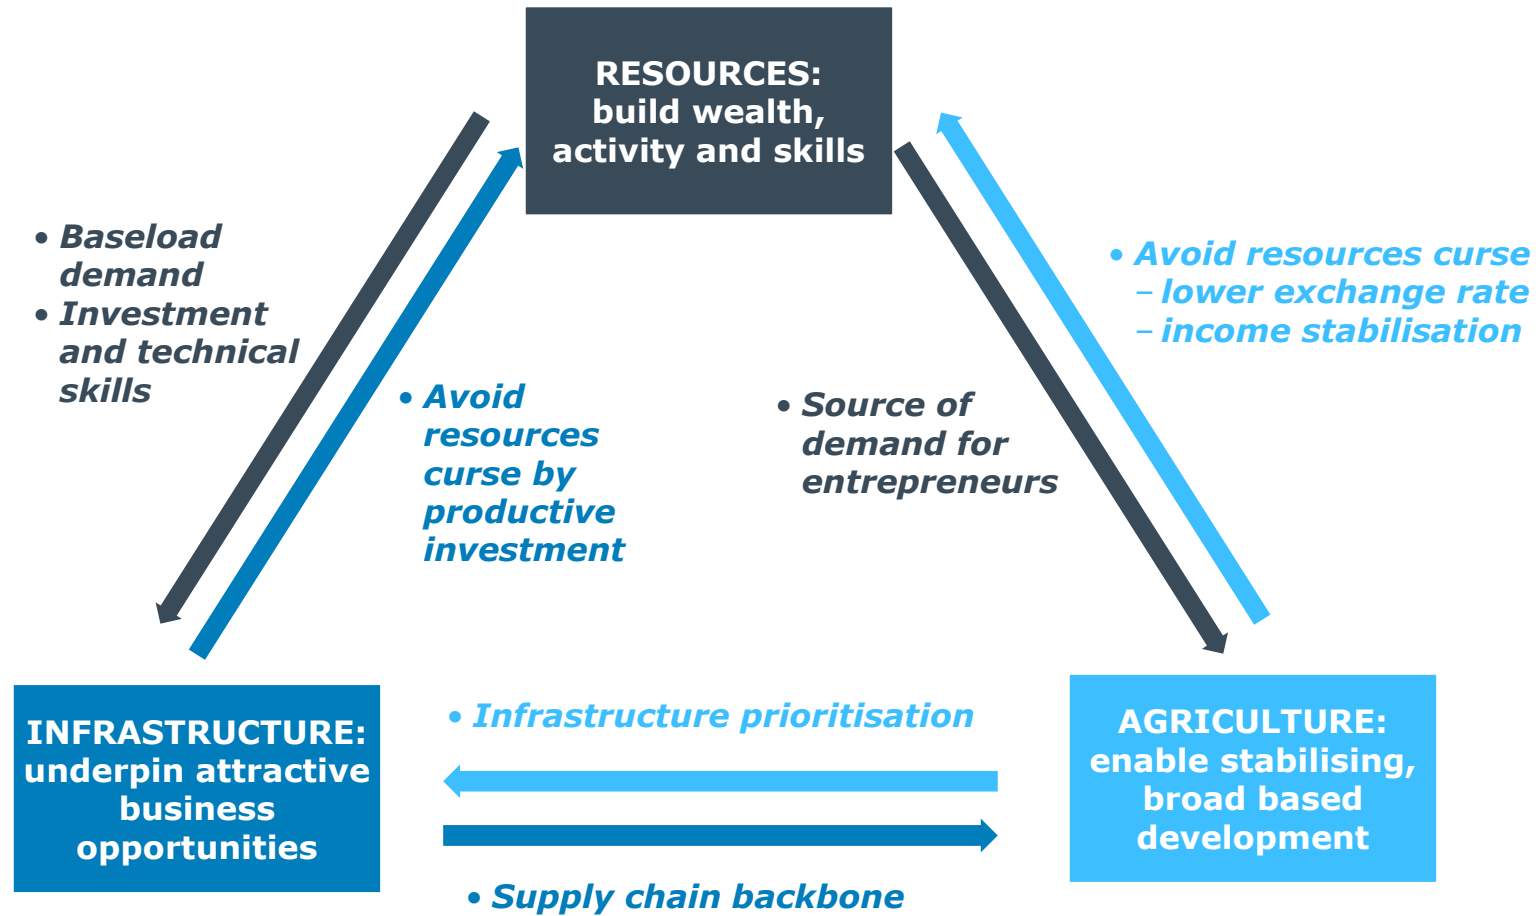 RESOURCES:
build wealth,
activity and skills
• Baseload
demand
• Investment
and technical
skills
• Avoid
resources
curse by
productive
investment
• Source of
demand for
entrepreneurs
• Avoid resources curse
– lower exchange rate
– income stabilisation
INFRASTRUCTURE:
underpin attractive
business
opportunities
• Infrastructure prioritisation
• Supply chain backbone
AGRICULTURE:
enable stabilising,
broad based
development